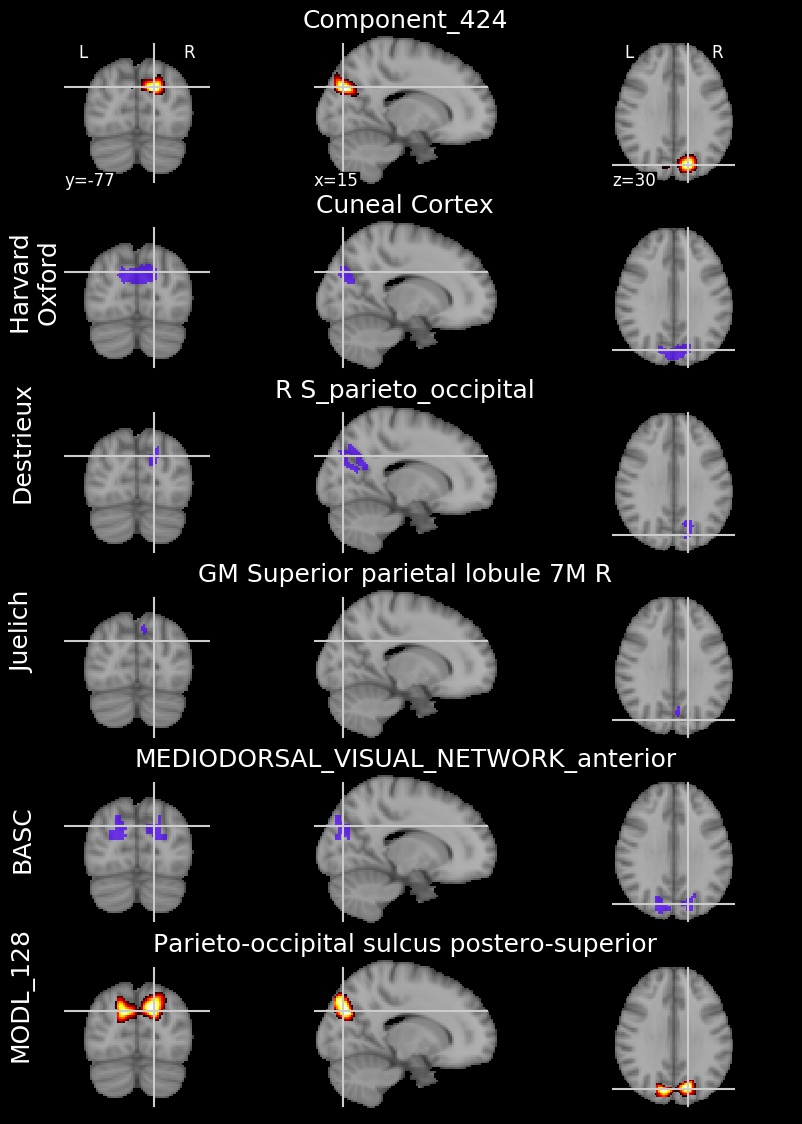 Component_424
L
R
L
R
y=-77
x=15
z=30
Cuneal Cortex
Harvard
Oxford
R S_parieto_occipital
Destrieux
GM Superior parietal lobule 7M R
Juelich
MEDIODORSAL_VISUAL_NETWORK_anterior
BASC
Parieto-occipital sulcus postero-superior
MODL_128